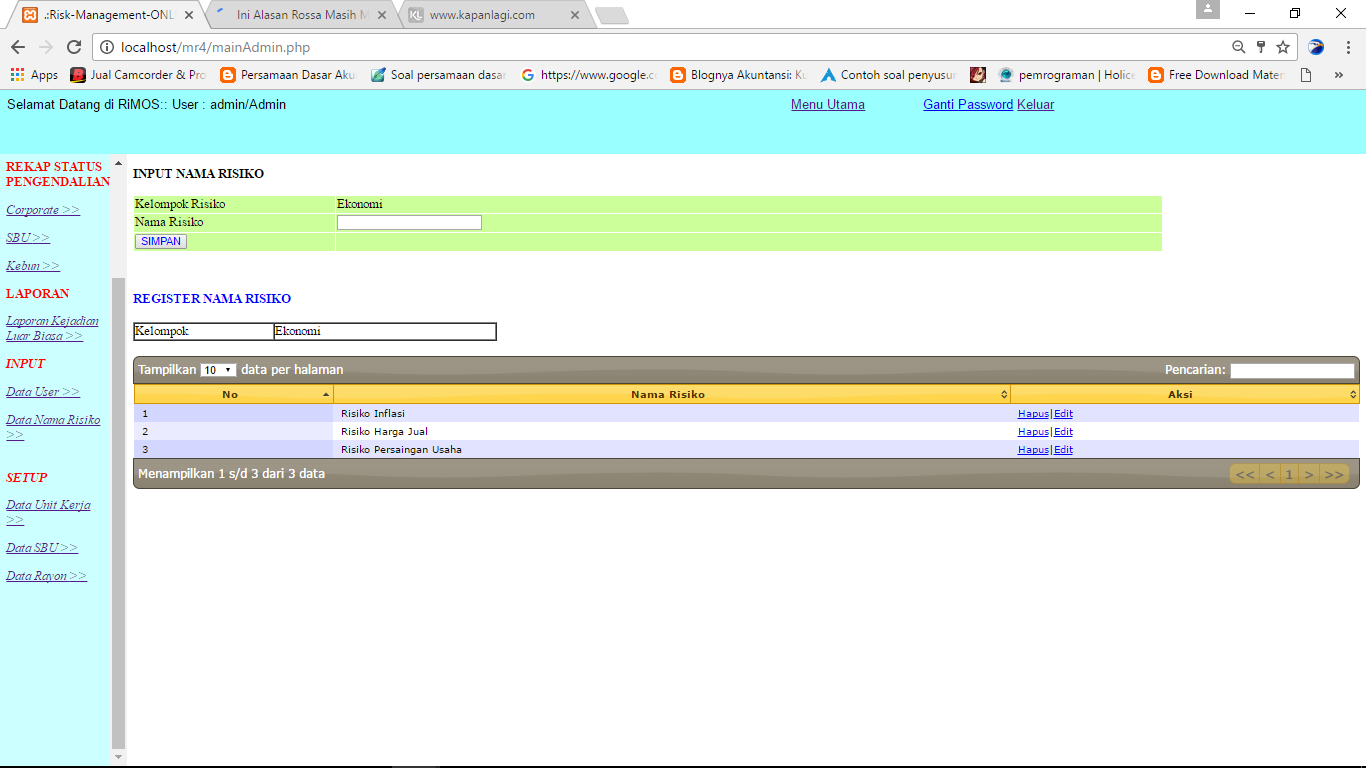 .:Risk-Management-ONL
Ini Alasan Rossa Masih M
KL www.kapanlagi.com
localhost/mr4/mainAdmin.php
Apps Jual Camcorder & Pro Persamaan Dasar Aku Soal persamaan dasar https://www.google.c Blognya Akuntansi: Ku Contoh soal penyusun pemrograman | Holice Free Download Mater »
Selamat Datang di RiMOS:: User : admin/Admin Menu Utama Ganti Password Keluar
REKAP STATUS
PENGENDALIAN
Corporate >>
SBU >>
Kebun >>
LAPORAN
Laporan Kejadian
Luar Biasa >>
INPUT
Data User >>
Data Nama Risiko
>>
SETUP
Data Unit Kerja
>>
Data SBU >>
Data Rayon >>
INPUT NAMA RISIKO
Kelompok Risiko Ekonomi
Nama Risiko
SIMPAN
REGISTER NAMA RISIKO
Kelompok Ekonomi
Tampilkan 10 data per halaman Pencarian:
No Nama Risiko Aksi
1 Risiko Inflasi Hapus|Edit
2 Risiko Harga Jual Hapus|Edit
3 Risiko Persaingan Usaha Hapus|Edit
Menampilkan 1 s/d 3 dari 3 data << < 1 > >>